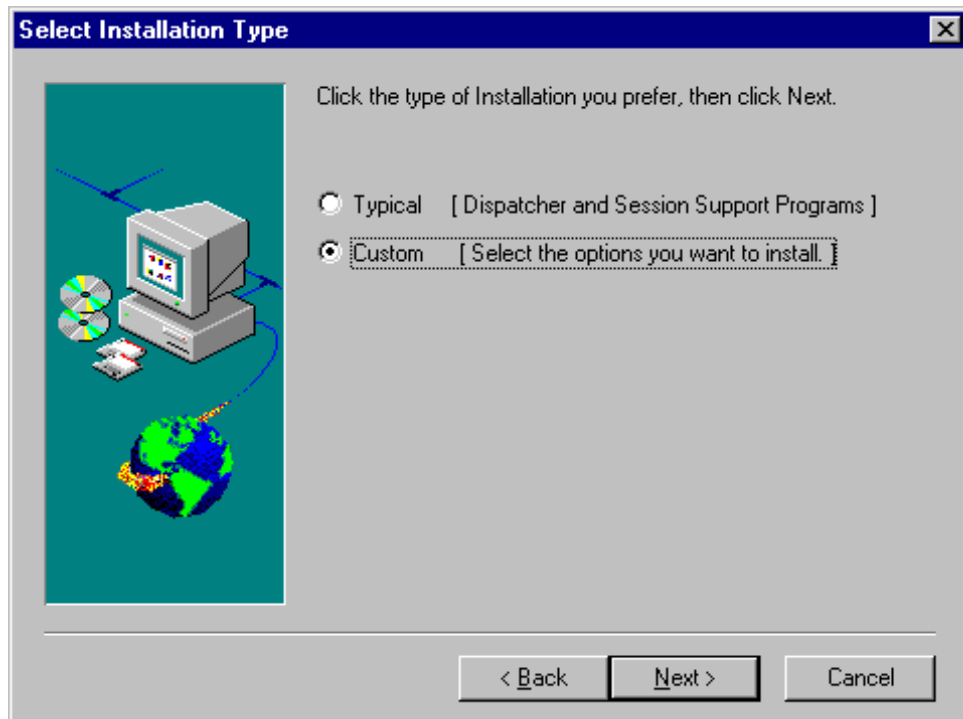 Select Installation Type
Click the type of Installation you prefer, then click Next.
Typical [ Dispatcher and Session Support Programs ]
Custom [ Select the options you want to install. ]
< Back Next > Cancel